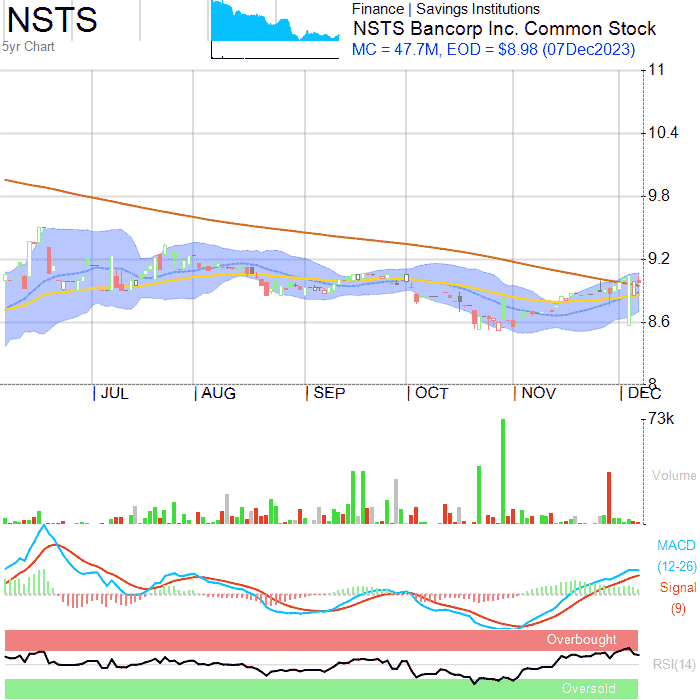 NSTS
5yr Chart
Finance | Savings Institutions
NSTS Bancorp Inc. Common Stock
MC = 47.7M, EOD = $8.98 (07Dec2023)
11
10.4
9.8
9.2
8.6
8
JUL AUG SEP OCT NOV DEC
73k
Volume
MACD
(12-26)
Signal
(9)
Overbought
RSI(14)
Oversold